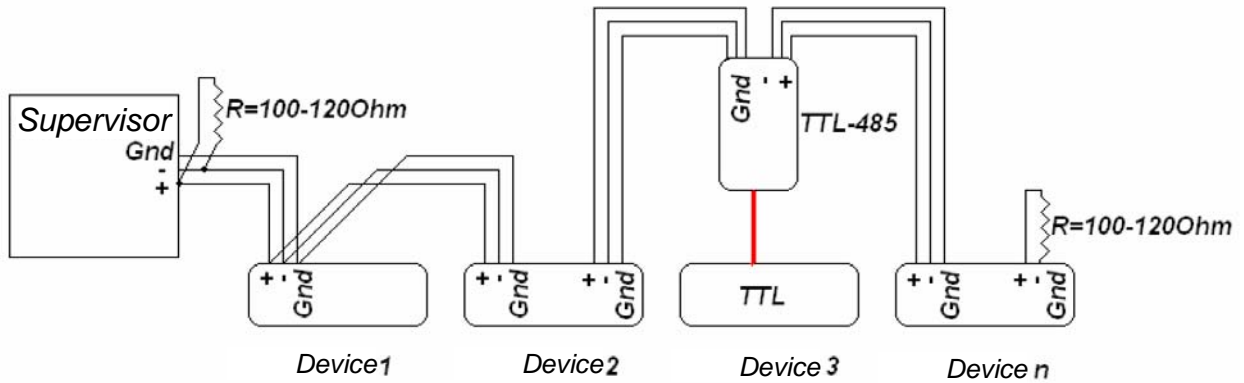 Supervisor
Gnd
-
+
R=100-120Ohm
Gnd - +
TTL-485
R=100-120Ohm
+ - Gnd
+ - Gnd
+ - Gnd
TTL
+ - Gnd
+ - Gnd
Device1
Device2
Device 3
Device n